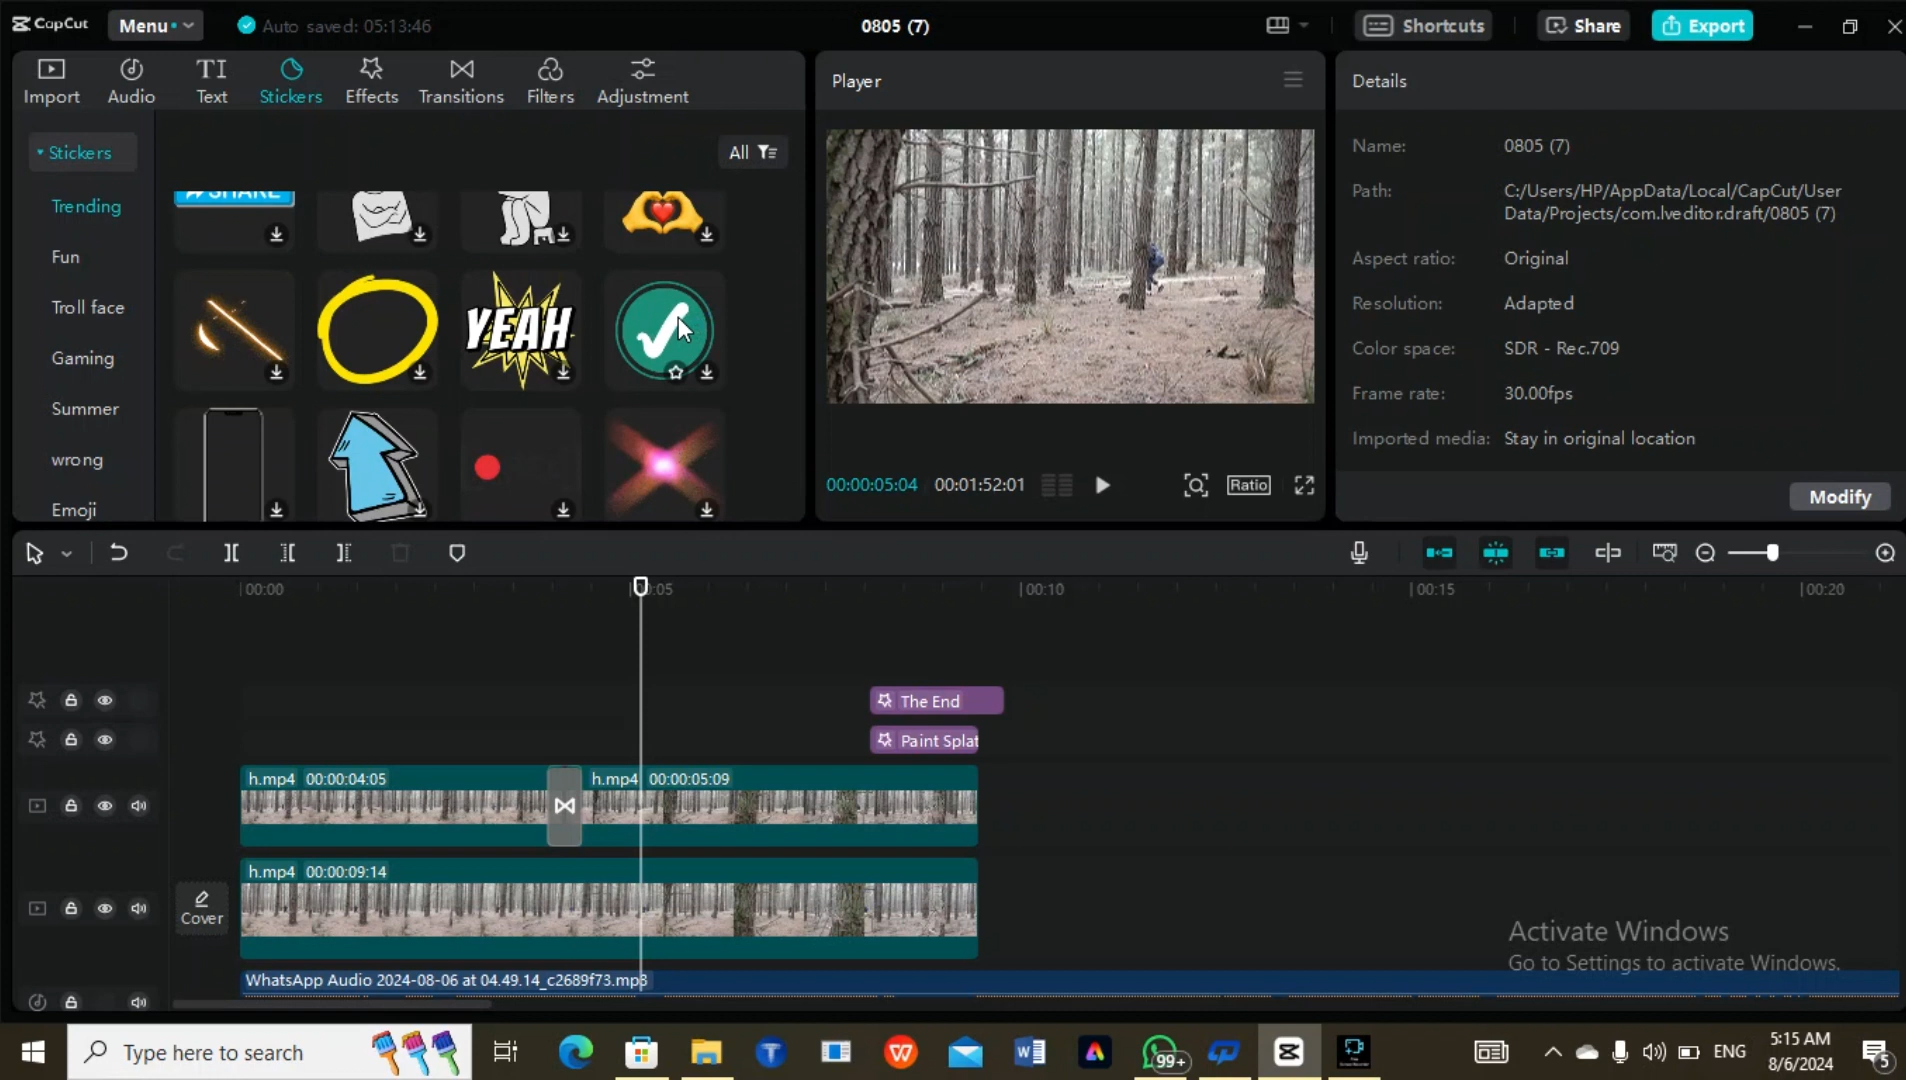 CapCut
Menu
Auto saved: 05:13:46
0805 (7)
Shortcuts
Share
Export
Import
Audio
TI
Text
Stickers
Effects
Transitions
Filters
Adjustment
Player
Details
Stickers
All
Trending
Fun
Troll face
Gaming
Summer
wrong
Emoji
SHARE
YEAH
Name:
0805 (7)
Path:
C:/Users/HP/AppData/Local/CapCut/User
Data/Projects/com.lveditor.draft/0805 (7)
Aspect ratio:
Original
Resolution:
Adapted
Color space:
SDR - Rec.709
Frame rate:
30.00fps
Imported media:
Stay in original location
00:00:05:04
00:01:52:01
Ratio
Modify
00:00
0:05
00:10
00:15
00:20
The End
Paint Splat
h.mp4 00:00:04:05
h.mp4 00:00:05:09
h.mp4 00:00:09:14
Cover
WhatsApp Audio 2024-08-06 at 04.49.14_c2689f73.mp3
Activate Windows
Go to Settings to activate Windows.
Type here to search
99+
ENG
5:15 AM
8/6/2024
5